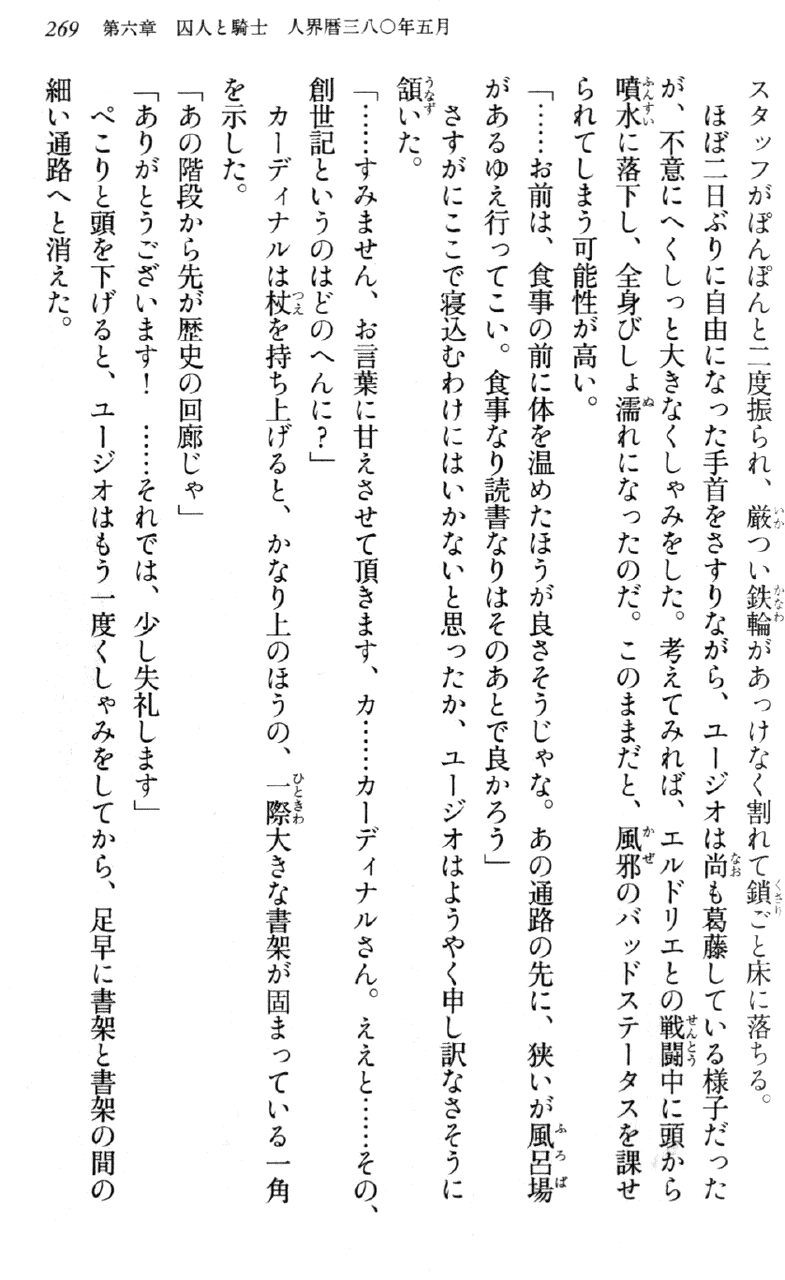 269 第六章 囚人と騎士 人界暦三八〇年五月
スタッフがぽんぽんと二度振られ、厳つい鉄輪があっけなく割れて鎖ごと床に落ちる。
ほぼ二日ぶりに自由になった手首をさすりながら、ユージオは尚も葛藤している様子だった
が、不意にへくしっと大きなくしゃみをした。考えてみれば、エルドリエとの戦闘中に頭から
噴水に落下し、全身びしょ濡れになったのだ。このままだと、風邪のバッドステータスを課せ
られてしまう可能性が高い。
「……お前は、食事の前に体を温めたほうが良さそうじゃな。あの通路の先に、狭いが風呂場
があるゆえ行ってこい。食事なり読書なりはそのあとで良かろう」
さすがにここで寝込むわけにはいかないと思ったか、ユージオはようやく申し訳なさそうに
頷いた。
「……すみません、お言葉に甘えさせて頂きます、カ……カーディナルさん。ええと……その、
創世記というのはどのへんに？」
カーディナルは杖を持ち上げると、かなり上のほうの、一際大きな書架が固まっている一角
を示した。
「あの階段から先が歴史の回廊じゃ」
「ありがとうございます！ ……それでは、少し失礼します」
ぺこりと頭を下げると、ユージオはもう一度くしゃみをしてから、足早に書架と書架の間の
細い通路へと消えた。